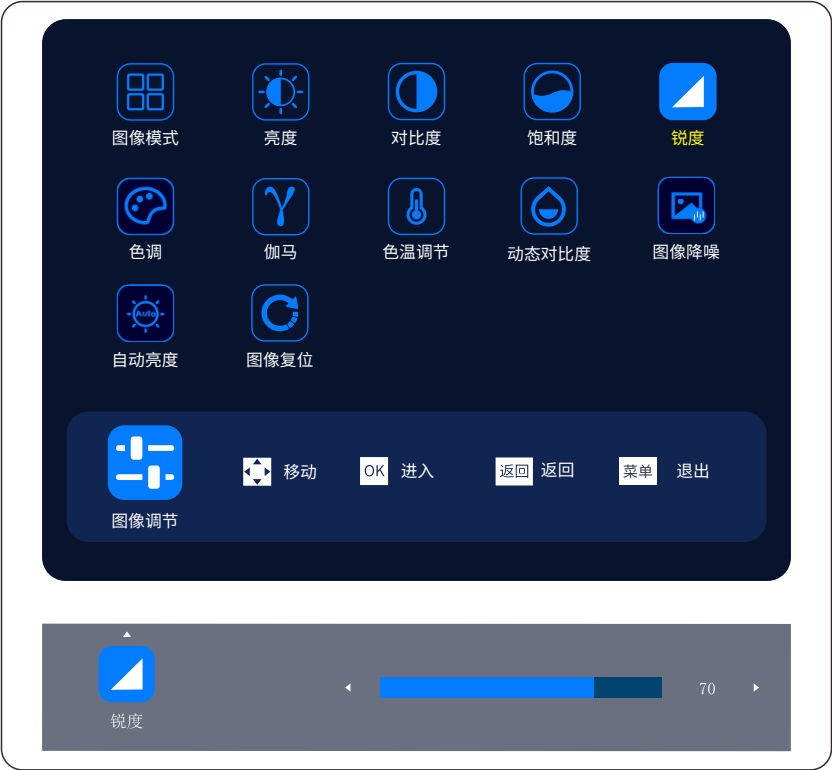 图像模式 亮度 对比度 饱和度 锐度
色调 伽马 色温调节 动态对比度 图像降噪
Auto
自动亮度 图像复位
OK 进入 返回 返回 菜单 退出
移动
图像调节
锐度 70